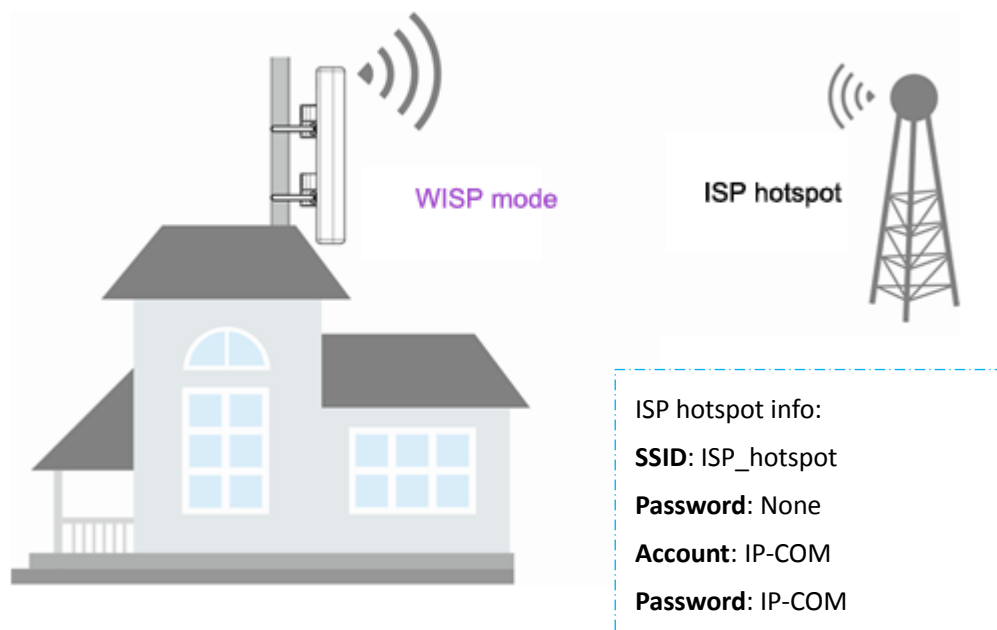 WISP mode
ISP hotspot
ISP hotspot info:
SSID: ISP_hotspot
Password: None
Account: IP-COM
Password: IP-COM